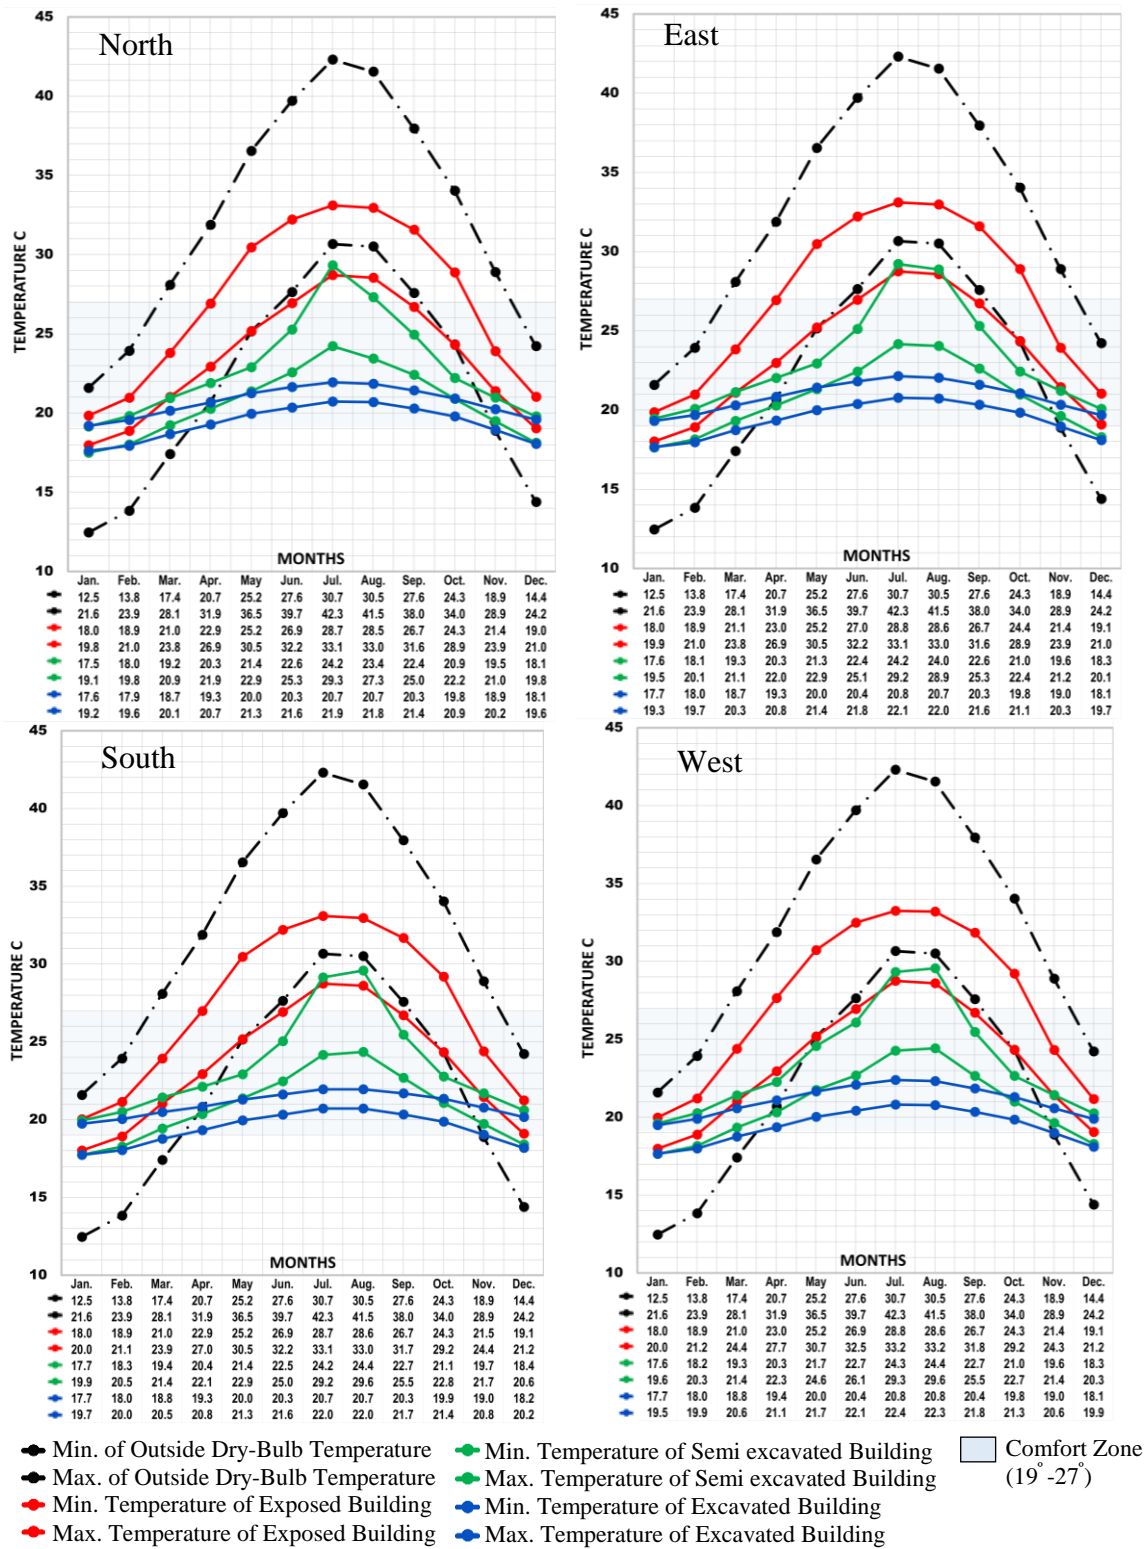 North
45
40
35
30
25
20
15
10
TEMPERATURE C
MONTHS
Jan. Feb. Mar. Apr. May Jun. Jul. Aug. Sep. Oct. Nov. Dec.
12.5 13.8 17.4 20.7 25.2 27.6 30.7 30.5 27.6 24.3 18.9 14.4
21.6 23.9 28.1 31.9 36.5 39.7 42.3 41.5 38.0 34.0 28.9 24.2
18.0 18.9 21.0 22.9 25.2 26.9 28.7 28.5 26.7 24.3 21.4 19.0
19.8 21.0 23.8 26.9 30.5 32.2 33.1 33.0 31.6 28.9 23.9 21.0
17.5 18.0 19.2 20.3 21.4 22.6 24.2 23.4 22.4 20.9 19.5 18.1
19.1 19.8 20.9 21.9 22.9 25.3 29.3 27.3 25.0 22.2 21.0 19.8
17.6 17.9 18.7 19.3 20.0 20.3 20.7 20.7 20.3 19.8 18.9 18.1
19.2 19.6 20.1 20.7 21.3 21.6 21.9 21.8 21.4 20.9 20.2 19.6
East
45
40
35
30
25
20
15
10
TEMPERATURE C
MONTHS
Jan. Feb. Mar. Apr. May Jun. Jul. Aug. Sep. Oct. Nov. Dec.
12.5 13.8 17.4 20.7 25.2 27.6 30.7 30.5 27.6 24.3 18.9 14.4
21.6 23.9 28.1 31.9 36.5 39.7 42.3 41.5 38.0 34.0 28.9 24.2
18.0 18.9 21.1 23.0 25.2 27.0 28.8 28.6 26.7 24.4 21.4 19.1
19.9 21.0 23.8 26.9 30.5 32.2 33.1 33.0 31.6 28.9 23.9 21.0
17.6 18.1 19.3 20.3 21.3 22.4 24.2 24.0 22.6 21.0 19.6 18.3
19.5 20.1 21.1 22.0 22.9 25.1 29.2 28.9 25.3 22.4 21.2 20.1
17.7 18.0 18.7 19.3 20.0 20.4 20.8 20.7 20.3 19.8 19.0 18.1
19.3 19.7 20.3 20.8 21.4 21.8 22.1 22.0 21.6 21.1 20.3 19.7
South
45
40
35
30
25
20
15
10
TEMPERATURE C
MONTHS
Jan. Feb. Mar. Apr. May Jun. Jul. Aug. Sep. Oct. Nov. Dec.
12.5 13.8 17.4 20.7 25.2 27.6 30.7 30.5 27.6 24.3 18.9 14.4
21.6 23.9 28.1 31.9 36.5 39.7 42.3 41.5 38.0 34.0 28.9 24.2
18.0 18.9 21.0 22.9 25.2 26.9 28.7 28.6 26.7 24.3 21.5 19.1
20.0 21.1 23.9 27.0 30.5 32.2 33.1 33.0 31.7 29.2 24.4 21.2
17.7 18.3 19.4 20.4 21.4 22.5 24.2 24.4 22.7 21.1 19.7 18.4
19.9 20.5 21.4 22.1 22.9 25.0 29.2 29.6 25.5 22.8 21.7 20.6
17.7 18.0 18.8 19.3 20.0 20.3 20.7 20.7 20.3 19.9 19.0 18.2
19.7 20.0 20.5 20.8 21.3 21.6 22.0 22.0 21.7 21.4 20.8 20.2
West
45
40
35
30
25
20
15
10
TEMPERATURE C
MONTHS
Jan. Feb. Mar. Apr. May Jun. Jul. Aug. Sep. Oct. Nov. Dec.
12.5 13.8 17.4 20.7 25.2 27.6 30.7 30.5 27.6 24.3 18.9 14.4
21.6 23.9 28.1 31.9 36.5 39.7 42.3 41.5 38.0 34.0 28.9 24.2
18.0 18.9 21.0 23.0 25.2 26.9 28.8 28.6 26.7 24.3 21.4 19.1
20.0 21.2 24.4 27.7 30.7 32.5 33.2 33.2 31.8 29.2 24.3 21.2
17.6 18.2 19.3 20.3 21.7 22.7 24.3 24.4 22.7 21.0 19.6 18.3
19.6 20.3 21.4 22.3 24.6 26.1 29.3 29.6 25.5 22.7 21.4 20.3
17.7 18.0 18.8 19.4 20.0 20.4 20.8 20.8 20.4 19.8 19.0 18.1
19.5 19.9 20.6 21.1 21.7 22.1 22.4 22.3 21.8 21.3 20.6 19.9
Min. of Outside Dry-Bulb Temperature
Max. of Outside Dry-Bulb Temperature
Min. Temperature of Exposed Building
Max. Temperature of Exposed Building
Min. Temperature of Semi excavated Building
Max. Temperature of Semi excavated Building
Min. Temperature of Excavated Building
Max. Temperature of Excavated Building
Comfort Zone
(19°-27°)